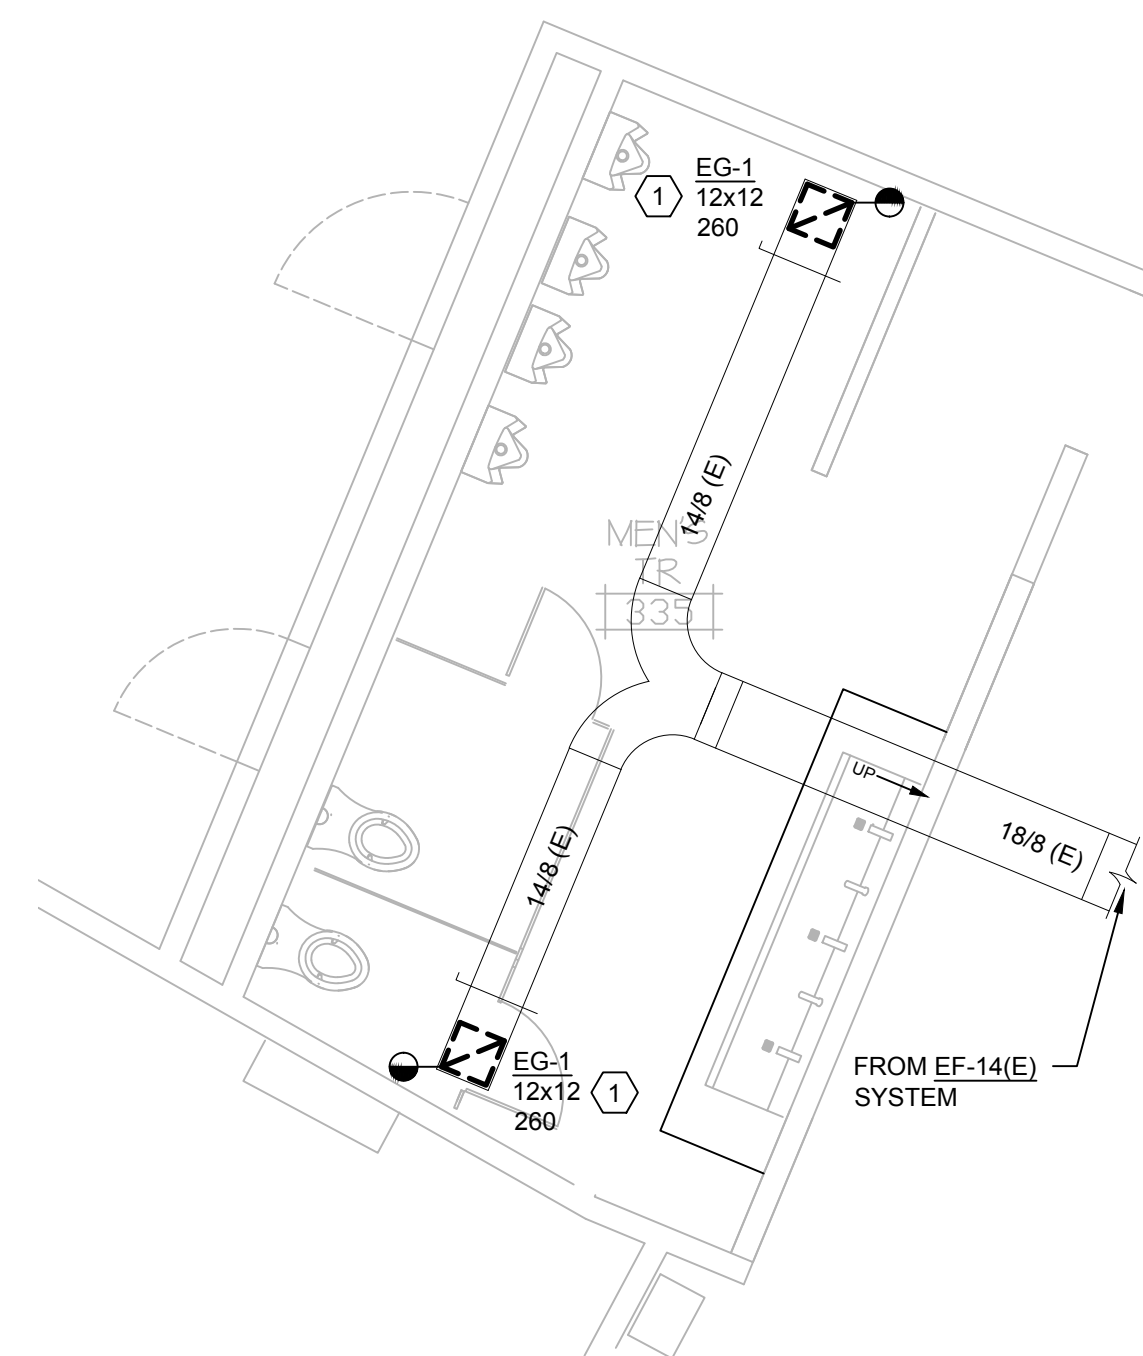 EG-1
12x12
260
1
14/8 (E)
MEN'S
TR
335
UP
18/8 (E)
14/8 (E)
FROM EF-14(E)
SYSTEM
EG-1
12x12
260
1